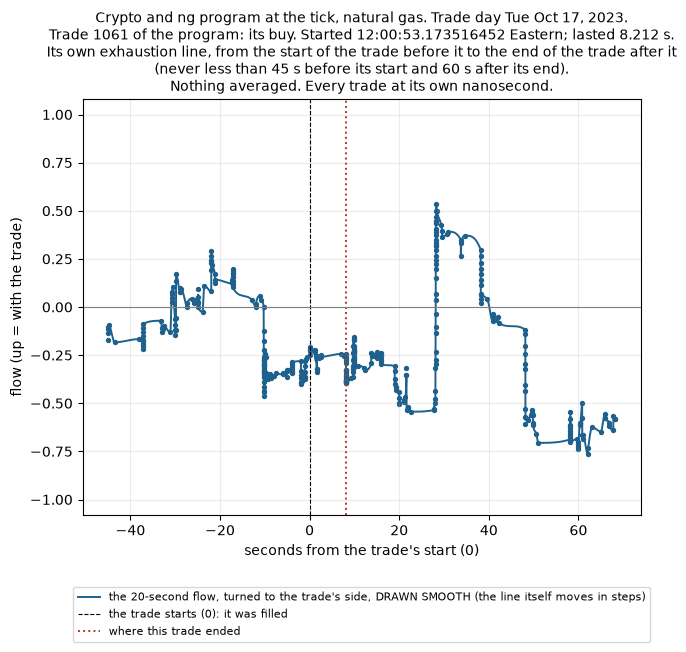 Crypto and ng program at the tick, natural gas. Trade day Tue Oct 17, 2023.
Trade 1061 of the program: its buy. Started 12:00:53.173516452 Eastern; lasted 8.212 s.
Its own exhaustion line, from the start of the trade before it to the end of the trade after it
(never less than 45 s before its start and 60 s after its end).
Nothing averaged. Every trade at its own nanosecond.
1.00
0.75
0.50
0.25
0.00
−0.25
−0.50
−0.75
−1.00
flow (up = with the trade)
−40
−20
0
20
40
60
seconds from the trade's start (0)
the 20-second flow, turned to the trade's side, DRAWN SMOOTH (the line itself moves in steps)
the trade starts (0): it was filled
where this trade ended